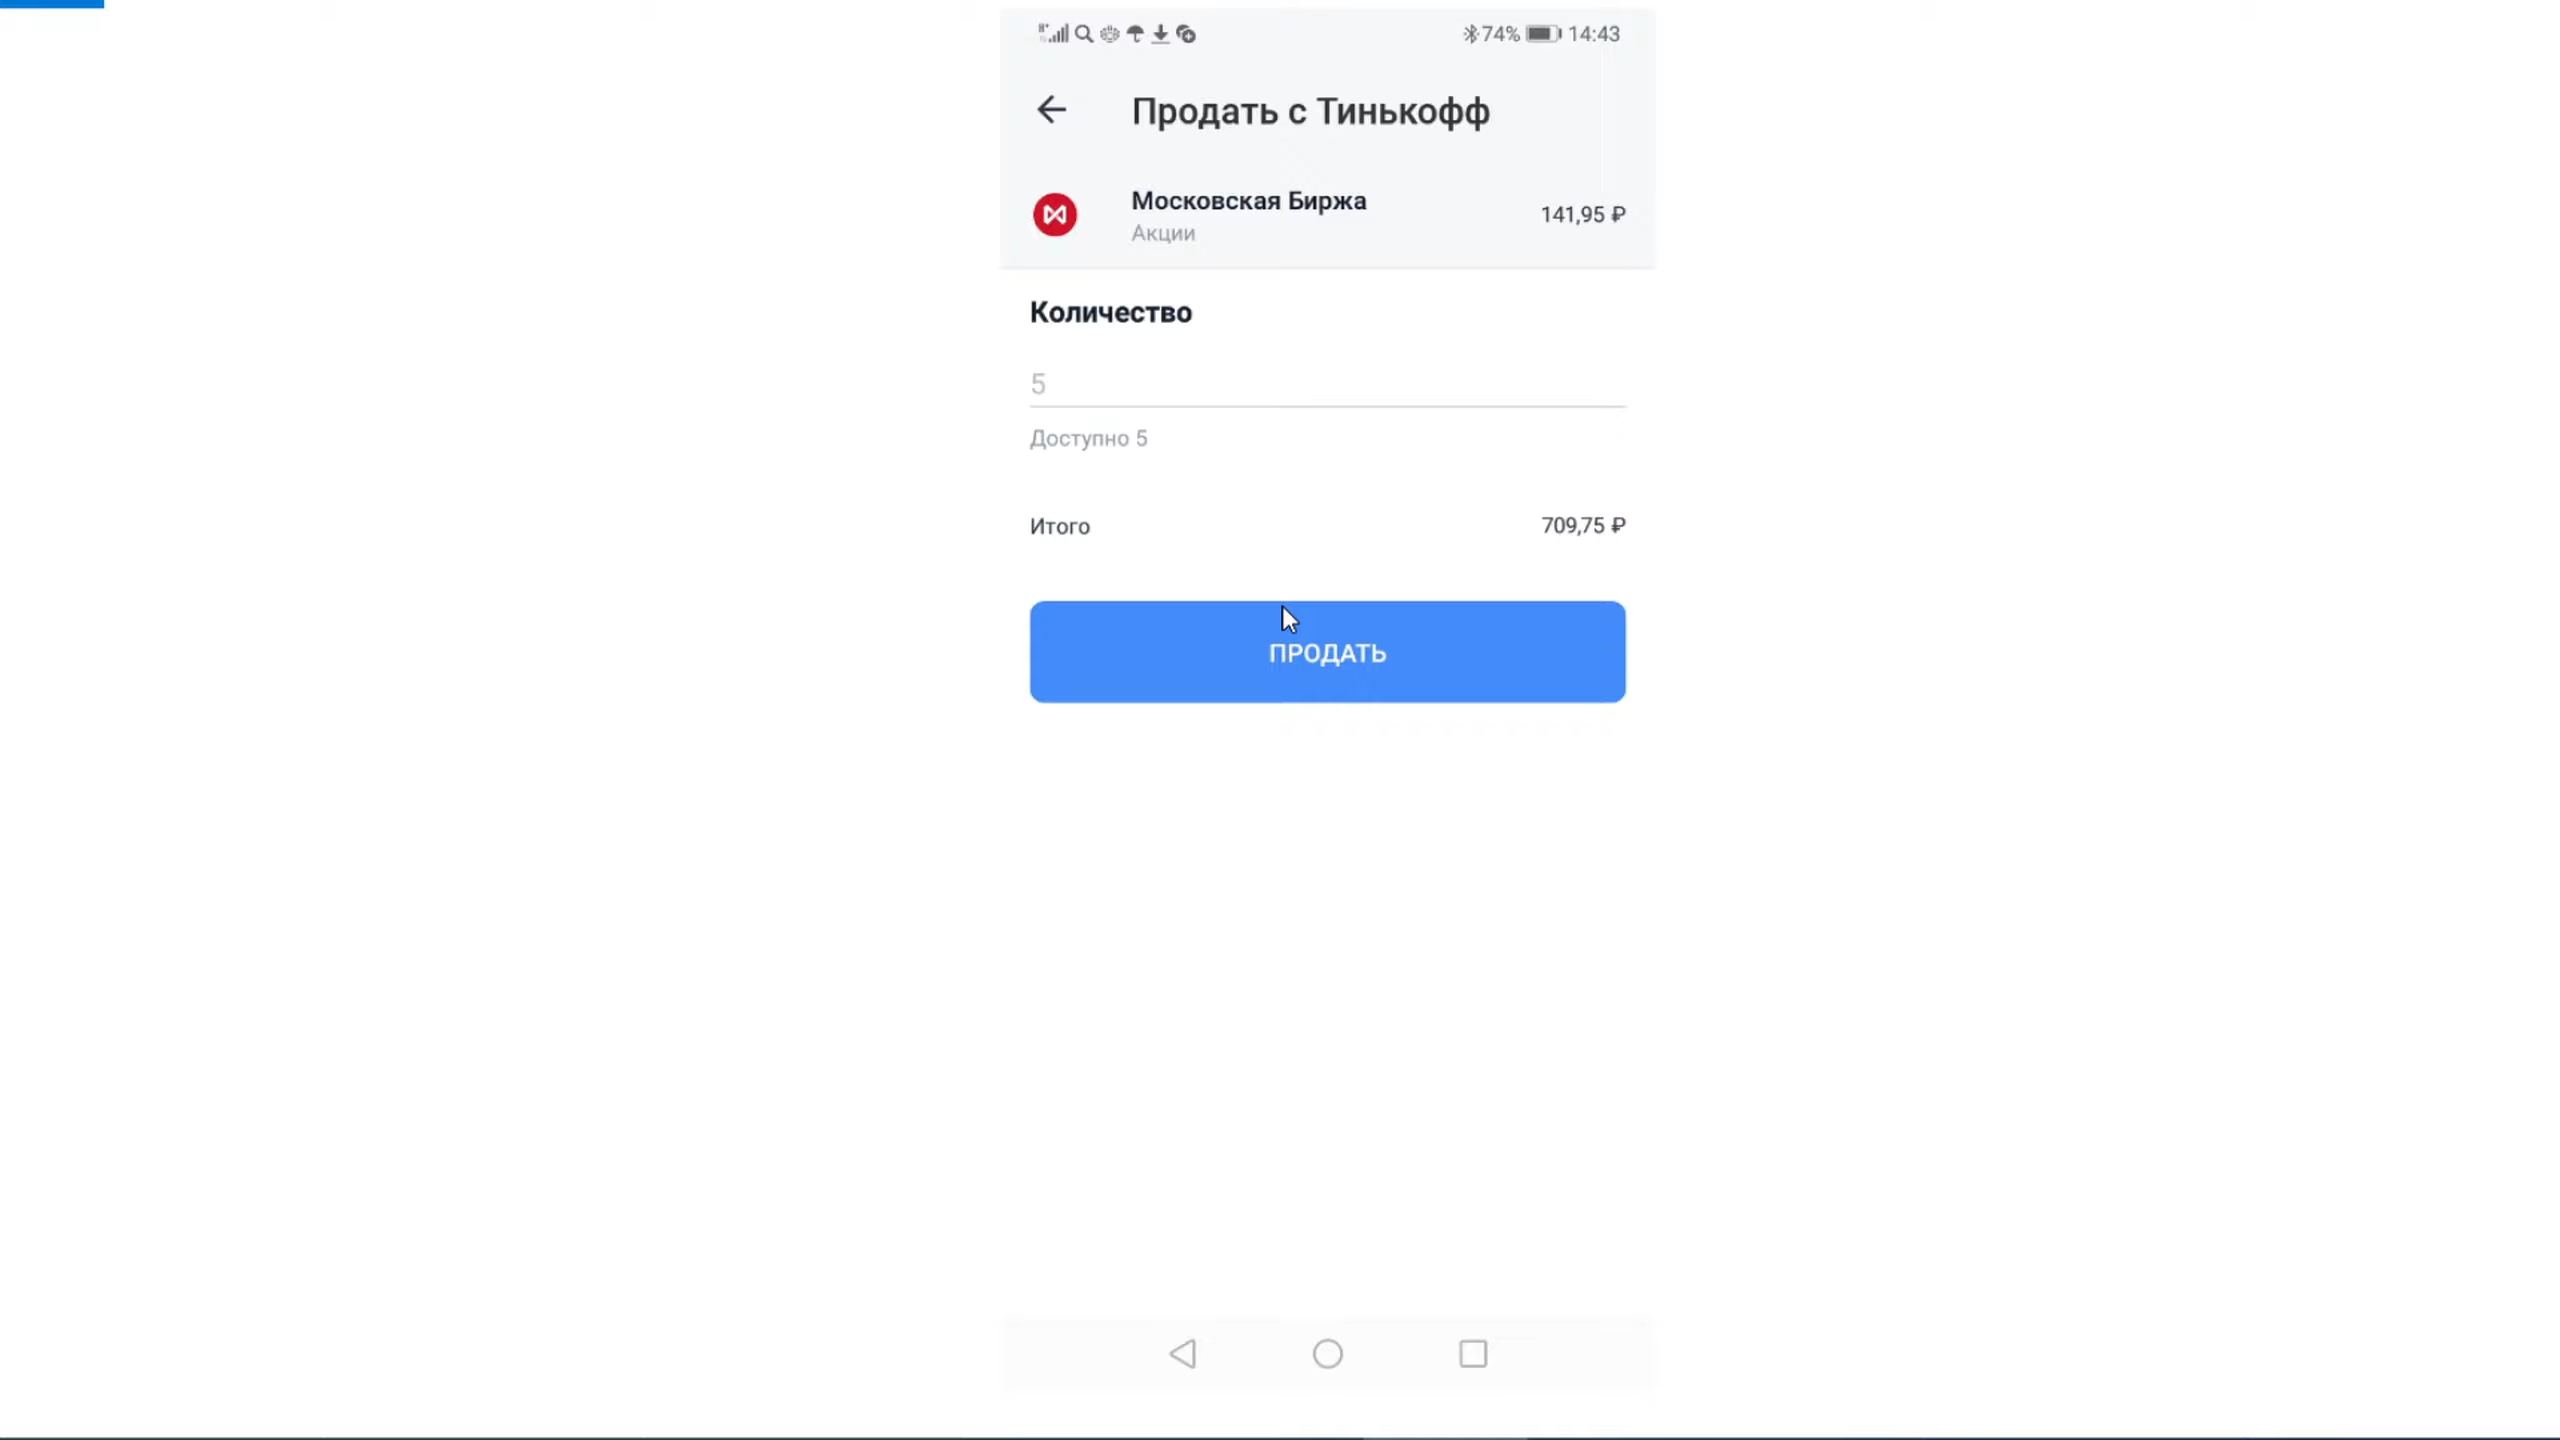 74% 14:43
Продать с Тинькофф
Московская Биржа
Акции
141,95 ₽
Количество
5
Доступно 5
Итого 709,75 ₽
ПРОДАТЬ